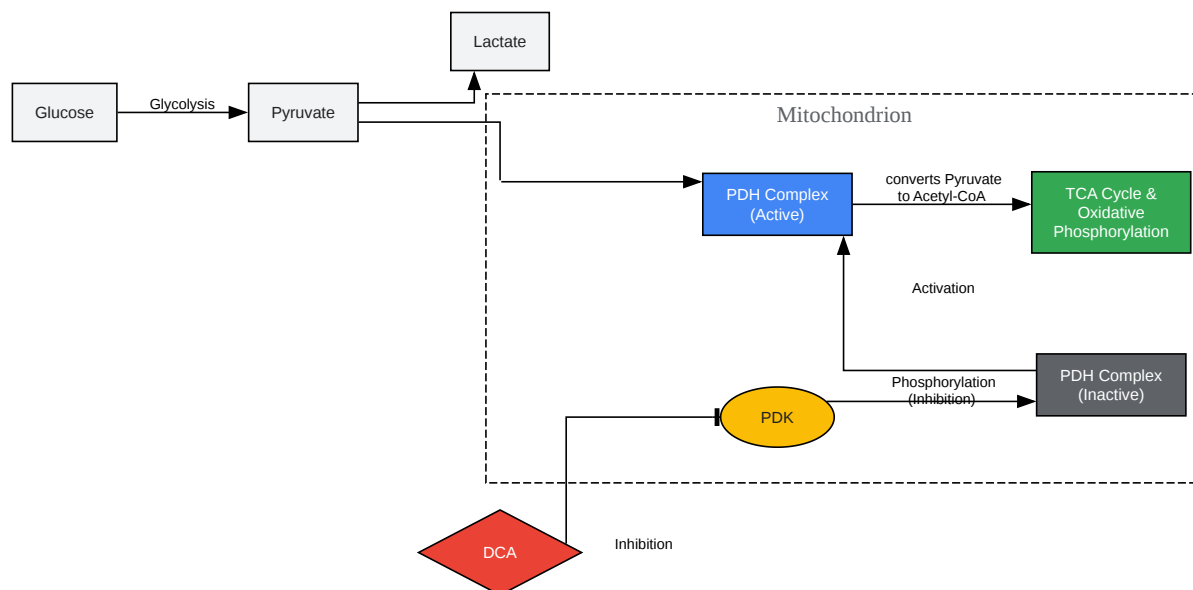 Lactate
Glucose
Glycolysis
Pyruvate
Mitochondrion
PDH Complex
(Active)
converts Pyruvate
to Acetyl-CoA
TCA Cycle &
Oxidative
Phosphorylation
Activation
PDK
Phosphorylation
(Inhibition)
PDH Complex
(Inactive)
DCA
Inhibition